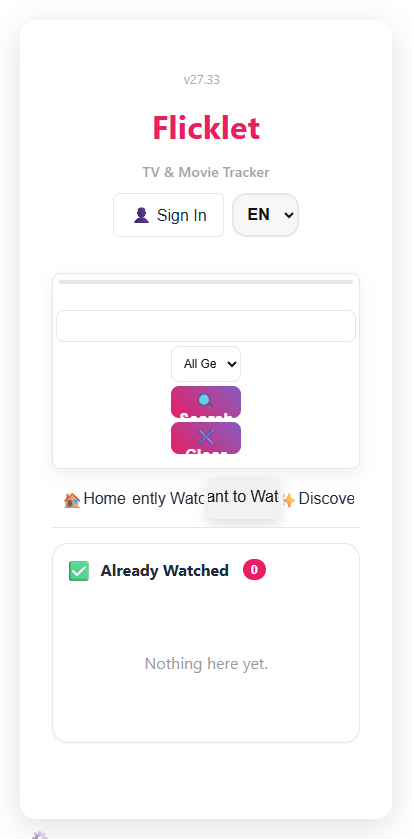 v27.33
Flicklet
TV & Movie Tracker
Sign In EN
All Ge
Search
Clear
Home ently Watc ant to Wat Discove
Already Watched 0
Nothing here yet.